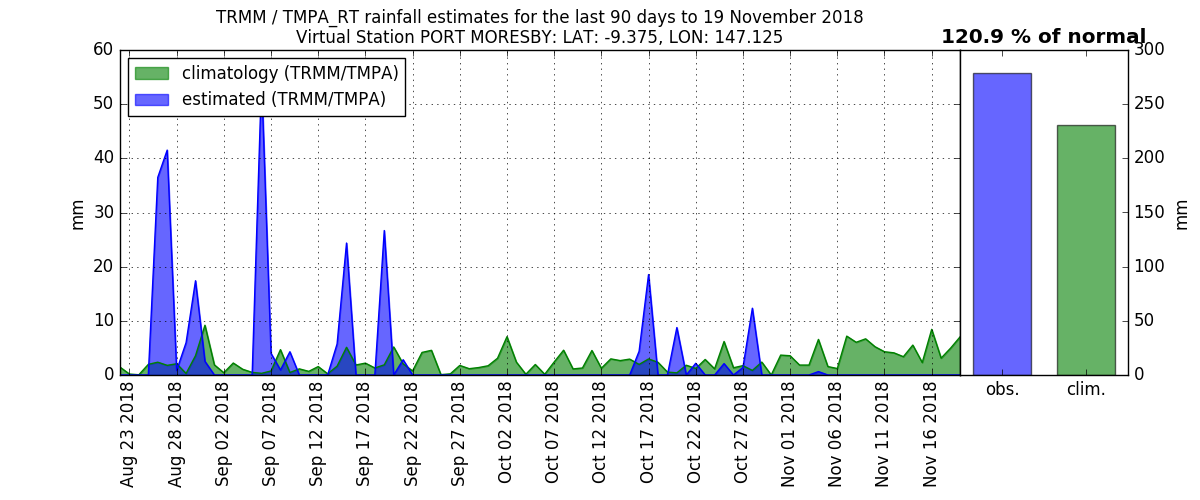 TRMM / TMPA_RT rainfall estimates for the last 90 days to 19 November 2018
Virtual Station PORT MORESBY: LAT: -9.375, LON: 147.125
120.9 % of normal
climatology (TRMM/TMPA)
estimated (TRMM/TMPA)
60
50
40
30
20
10
0
mm
Aug 23 2018
Aug 28 2018
Sep 02 2018
Sep 07 2018
Sep 12 2018
Sep 17 2018
Sep 22 2018
Sep 27 2018
Oct 02 2018
Oct 07 2018
Oct 12 2018
Oct 17 2018
Oct 22 2018
Oct 27 2018
Nov 01 2018
Nov 06 2018
Nov 11 2018
Nov 16 2018
300
250
200
150
100
50
0
mm
obs.
clim.